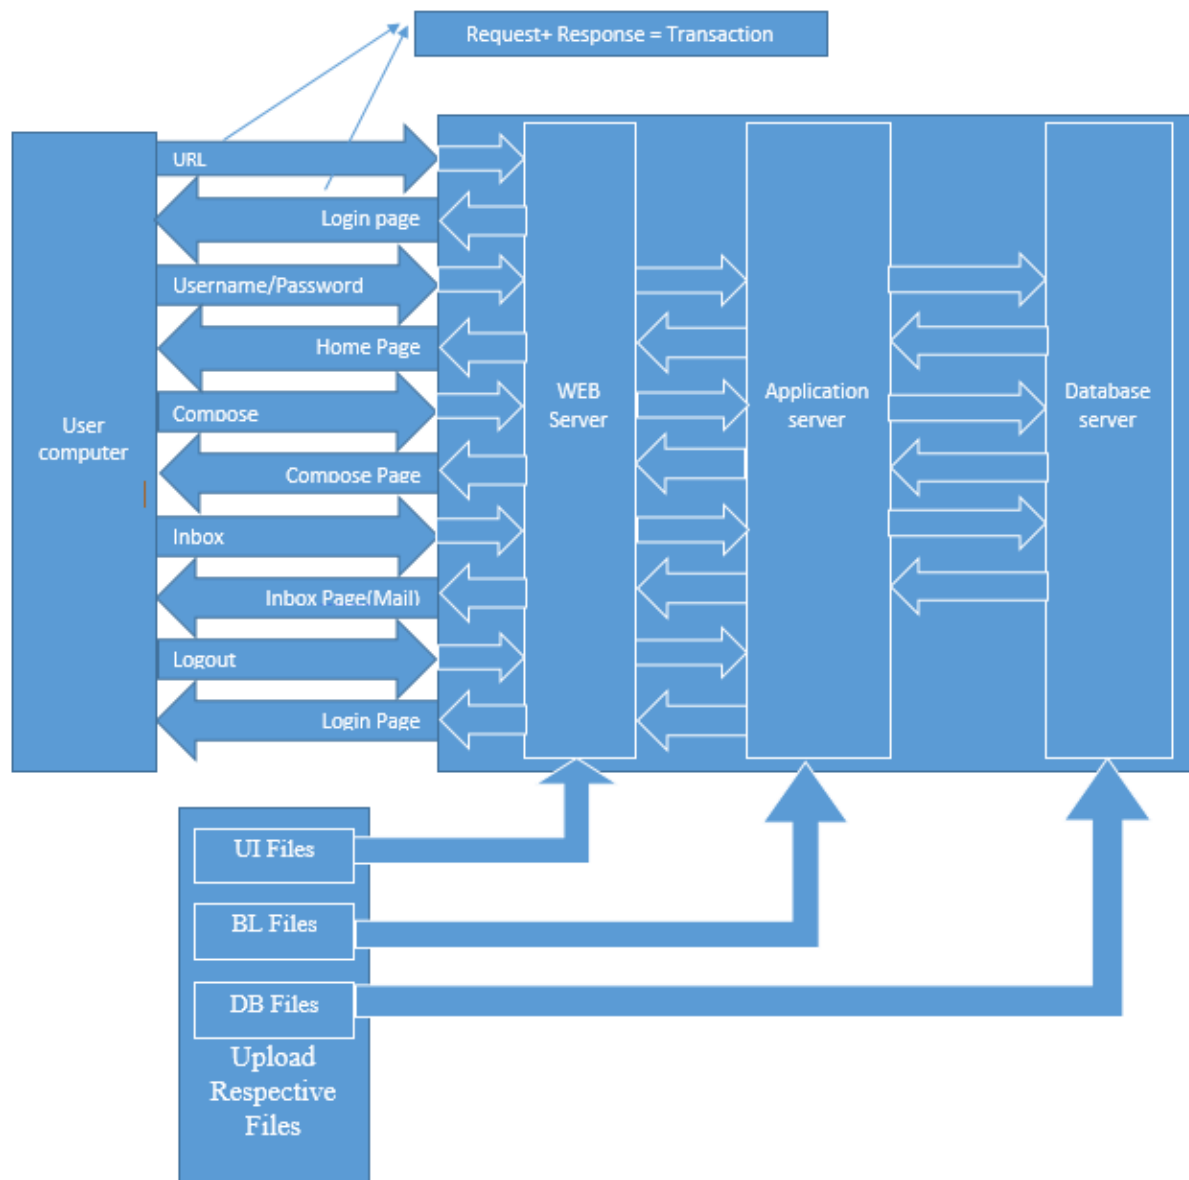 Request+ Response = Transaction
URL
Login page
Username/Password
Home Page
Compose
Compose Page
Inbox
Inbox Page(Mail)
Logout
Login Page
User
computer
WEB
Server
Application
server
Database
server
UI Files
BL Files
DB Files
Upload
Respective
Files